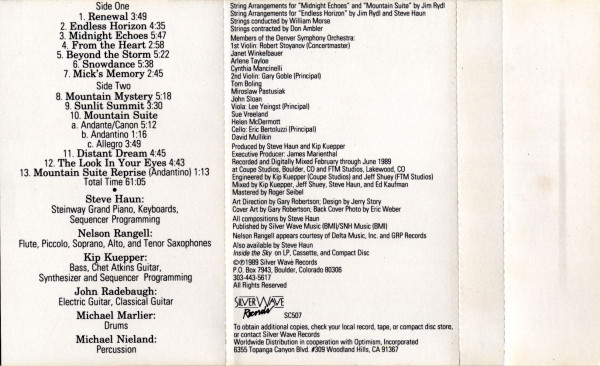 Side One
1. Renewal 3:49
2. Endless Horizon 4:35
3. Midnight Echoes 5:47
4. From the Heart 2:58
5. Beyond the Storm 5:22
6. Snowdance 5:38
7. Mick's Memory 2:45
Side Two
8. Mountain Mystery 5:18
9. Sunlit Summit 3:30
10. Mountain Suite
a. Andante/Canon 5:12
b. Andantino 1:16
c. Allegro 3:49
11. Distant Dream 4:45
12. The Look In Your Eyes 4:43
13. Mountain Suite Reprise (Andantino) 1:13
Total Time 61:05
•
Steve Haun:
Steinway Grand Piano, Keyboards,
Sequencer Programming
Nelson Rangell:
Flute, Piccolo, Soprano, Alto, and Tenor Saxophones
Kip Kuepper:
Bass, Chet Atkins Guitar,
Synthesizer and Sequencer Programming
John Radebaugh:
Electric Guitar, Classical Guitar
Michael Marlier:
Drums
Michael Nieland:
Percussion
String Arrangements for "Midnight Echoes" and "Mountain Suite" by Jim Rydl
String Arrangements for "Endless Horizon" by Jim Rydl and Steve Haun
Strings conducted by William Morse
Strings contracted by Don Ambler
Members of the Denver Symphony Orchestra:
1st Violin: Robert Stoyanov (Concertmaster)
Janet Winkelbauer
Arlene Tayloe
Cynthia Mancinelli
2nd Violin: Gary Goble (Principal)
Tom Boling
Miroslaw Pastusiak
John Sloan
Viola: Lee Yeingst (Principal)
Sue Vreeland
Helen McDermott
Cello: Eric Bertoluzzi (Principal)
David Mullikin
Produced by Steve Haun and Kip Kuepper
Executive Producer: James Marienthal
Recorded and Digitally Mixed February through June 1989
at Coupe Studios, Boulder, CO and FTM Studios, Lakewood, CO
Engineered by Kip Kuepper (Coupe Studios) and Jeff Shuey (FTM Studios)
Mixed by Kip Kuepper, Jeff Shuey, Steve Haun, and Ed Kaufman
Mastered by Roger Seibel
Art Direction by Gary Robertson; Design by Jerry Story
Cover Art by Gary Robertson; Back Cover Photo by Eric Weber
All compositions by Steve Haun
Published by Silver Wave Music (BMI)/SNH Music (BMI)
Nelson Rangell appears courtesy of Delta Music, Inc. and GRP Records
Also available by Steve Haun
Inside the Sky on LP, Cassette, and Compact Disc
©℗1989 Silver Wave Records
P.O. Box 7943, Boulder, Colorado 80306
303-443-5617
All Rights Reserved
SILVER WAVE
Records SC507
To obtain additional copies, check your local record, tape, or compact disc store,
or contact Silver Wave Records
Worldwide Distribution in cooperation with Optimism, Incorporated
6355 Topanga Canyon Blvd. #309 Woodland Hills, CA 91367